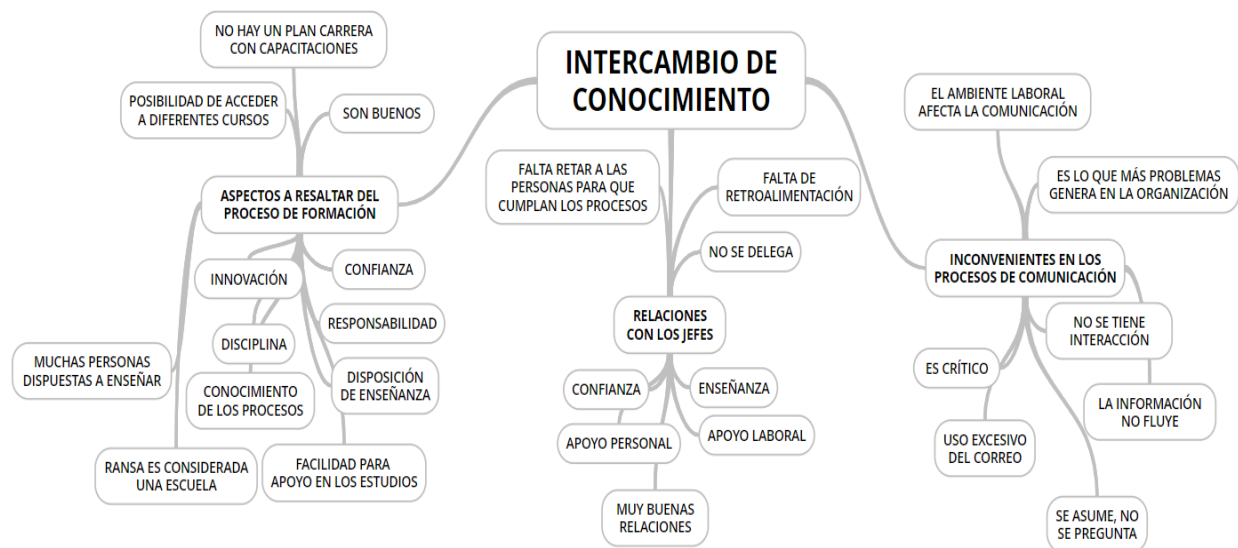 INTERCAMBIO DE
CONOCIMIENTO
NO HAY UN PLAN CARRERA
CON CAPACITACIONES
POSIBILIDAD DE ACCEDER
A DIFERENTES CURSOS
SON BUENOS
ASPECTOS A RESALTAR DEL
PROCESO DE FORMACIÓN
INNOVACIÓN
CONFIANZA
RESPONSABILIDAD
DISCIPLINA
MUCHAS PERSONAS
DISPUESTAS A ENSEÑAR
CONOCIMIENTO
DE LOS PROCESOS
DISPOSICIÓN
DE ENSEÑANZA
RANSA ES CONSIDERADA
UNA ESCUELA
FACILIDAD PARA
APOYO EN LOS ESTUDIOS
FALTA RETAR A LAS
PERSONAS PARA QUE
CUMPLAN LOS PROCESOS
FALTA DE
RETROALIMENTACIÓN
NO SE DELEGA
RELACIONES
CON LOS JEFES
CONFIANZA
ENSEÑANZA
APOYO PERSONAL
APOYO LABORAL
MUY BUENAS
RELACIONES
EL AMBIENTE LABORAL
AFECTA LA COMUNICACIÓN
ES LO QUE MÁS PROBLEMAS
GENERA EN LA ORGANIZACIÓN
INCONVENIENTES EN LOS
PROCESOS DE COMUNICACIÓN
NO SE TIENE
INTERACCIÓN
ES CRÍTICO
LA INFORMACIÓN
NO FLUYE
USO EXCESIVO
DEL CORREO
SE ASUME, NO
SE PREGUNTA